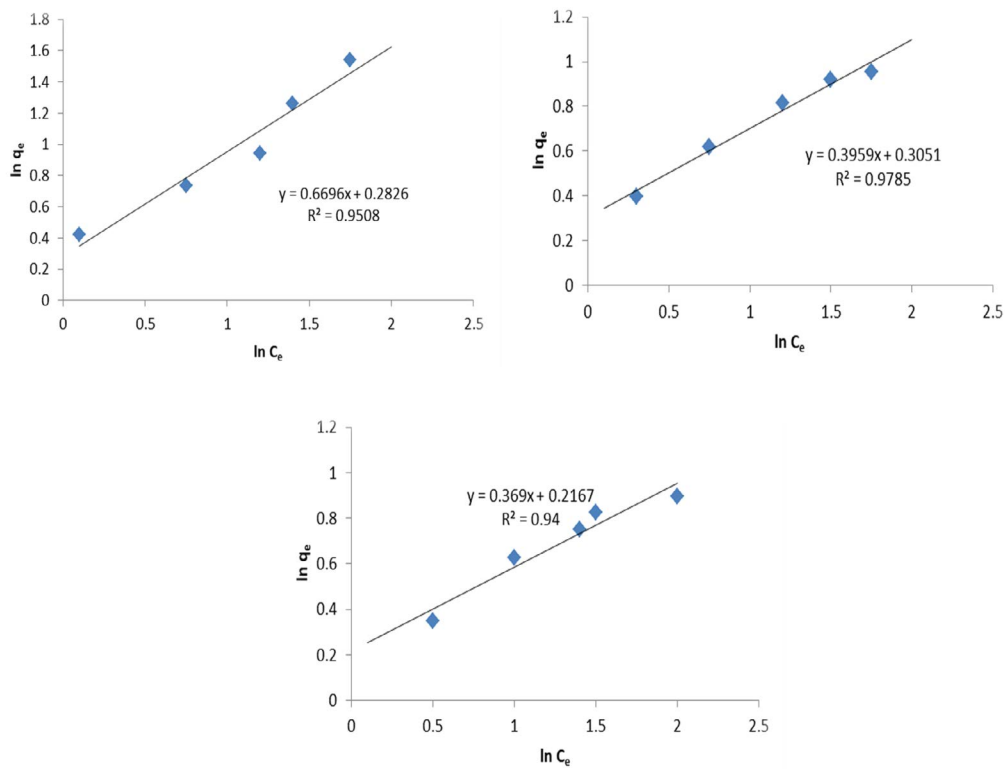 1.8
1.6
1.4
1.2
1
0.8
0.6
0.4
0.2
0
ln qₑ
y = 0.6696x + 0.2826
R² = 0.9508
0 0.5 1 1.5 2 2.5
ln Cₑ
1.2
1
0.8
0.6
0.4
0.2
0
ln qₑ
y = 0.3959x + 0.3051
R² = 0.9785
0 0.5 1 1.5 2 2.5
ln Cₑ
1.2
1
0.8
0.6
0.4
0.2
0
ln qₑ
y = 0.369x + 0.2167
R² = 0.94
0 0.5 1 1.5 2 2.5
ln Cₑ